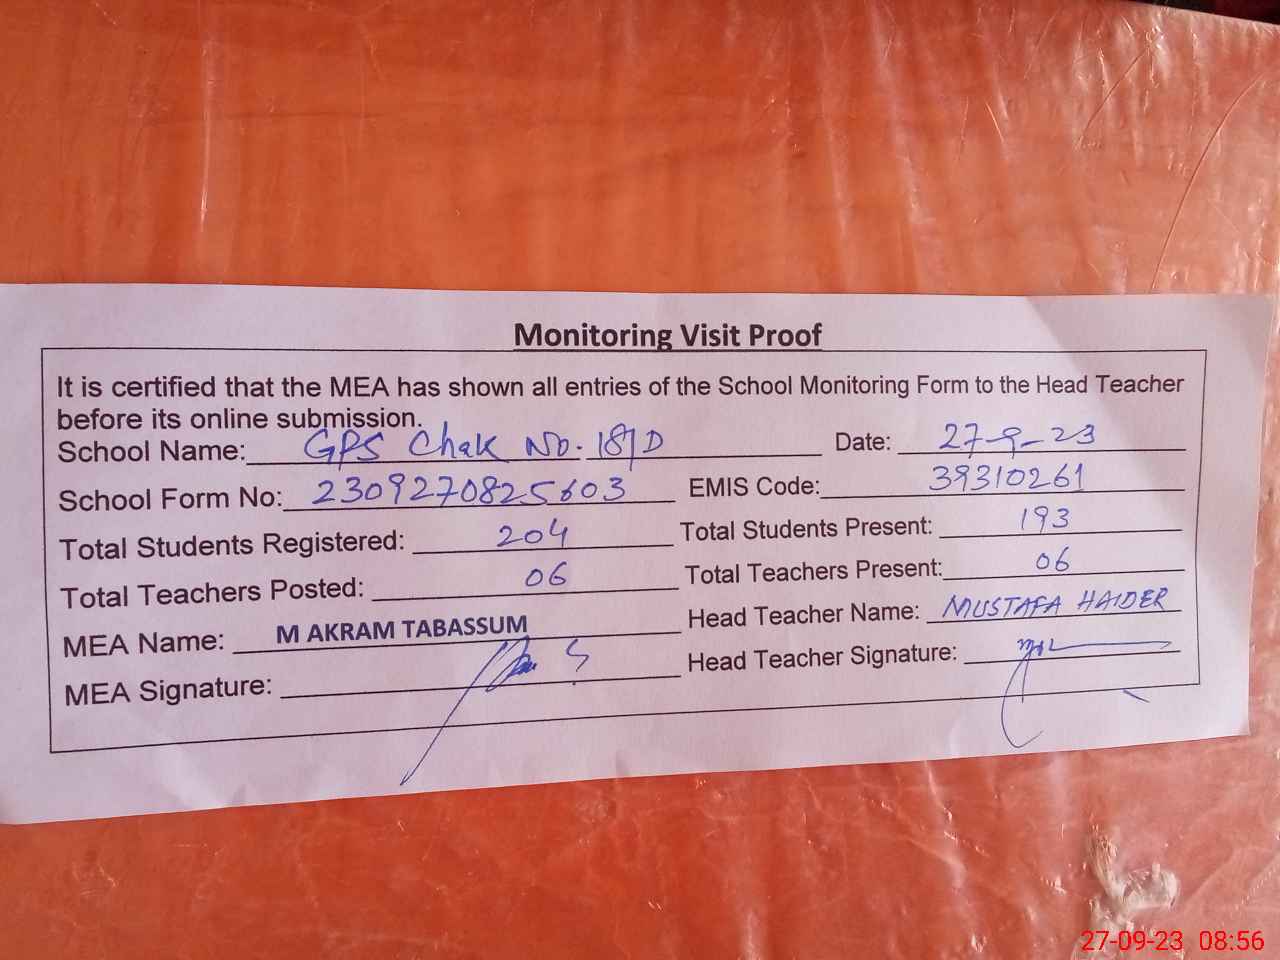 Monitoring Visit Proof
It is certified that the MEA has shown all entries of the School Monitoring Form to the Head Teacher
before its online submission.
School Name: GPS Chak No. 18/D Date: 27-9-23
School Form No: 2309270825603 EMIS Code: 39310261
Total Students Registered: 204 Total Students Present: 193
Total Teachers Posted: 06 Total Teachers Present: 06
MEA Name: M AKRAM TABASSUM Head Teacher Name: MUSTAFA HAIDER
MEA Signature: Head Teacher Signature:
27-09-23 08:56